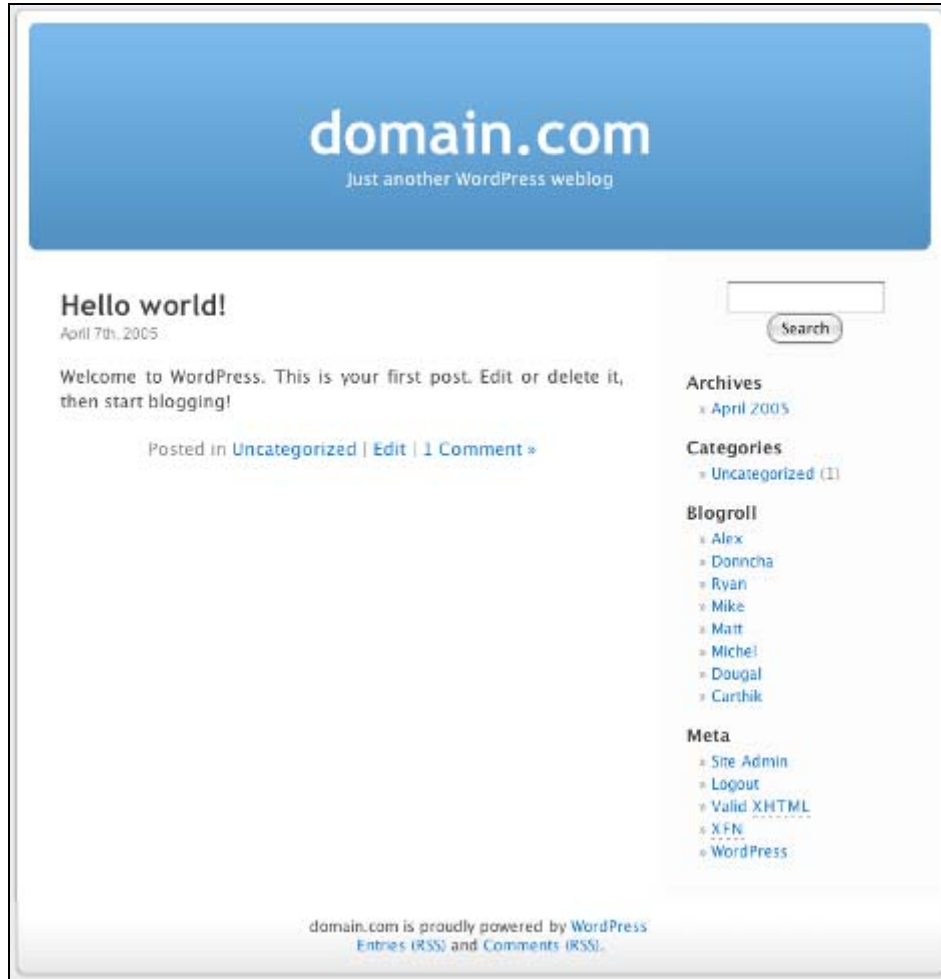 domain.com
Just another WordPress weblog
Hello world!
April 7th, 2005
Welcome to WordPress. This is your first post. Edit or delete it,
then start blogging!
Posted in Uncategorized | Edit | 1 Comment »
Search
Archives
» April 2005
Categories
» Uncategorized (1)
Blogroll
» Alex
» Donncha
» Ryan
» Mike
» Matt
» Michel
» Dougal
» Carthik
Meta
» Site Admin
» Logout
» Valid XHTML
» XFN
» WordPress
domain.com is proudly powered by WordPress
Entries (RSS) and Comments (RSS).